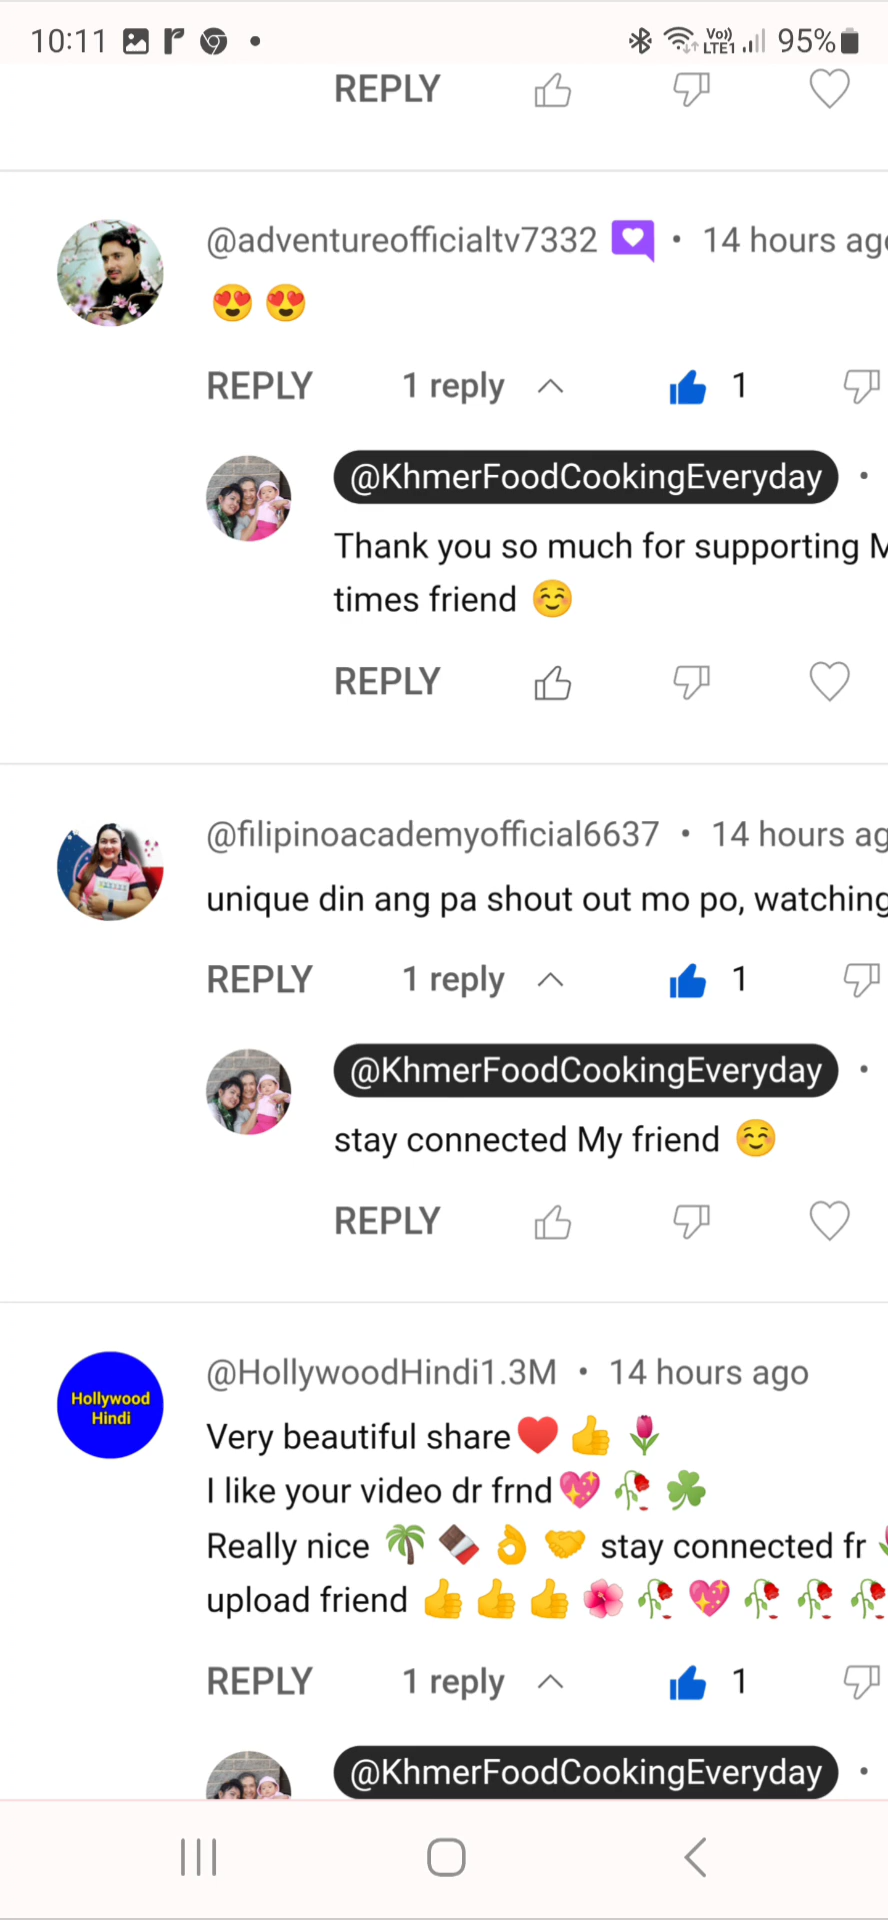 10:11 Vo)) LTE1 95%
REPLY
@adventureofficialtv7332 • 14 hours ago
😍 😍
REPLY 1 reply 1
@KhmerFoodCookingEveryday •
Thank you so much for supporting
times friend ☺️
REPLY
@filipinoacademyofficial6637 • 14 hours ag
unique din ang pa shout out mo po, watching
REPLY 1 reply 1
@KhmerFoodCookingEveryday •
stay connected My friend ☺️
REPLY
Hollywood
Hindi
@HollywoodHindi1.3M • 14 hours ago
Very beautiful share❤️ 👍 🌷
I like your video dr frnd💖 🥀 ☘️
Really nice 🌴 🍫 👌 🤝 stay connected fr
upload friend 👍 👍 👍 🌺 🥀 💖 🥀 🥀 🥀
REPLY 1 reply 1
@KhmerFoodCookingEveryday •